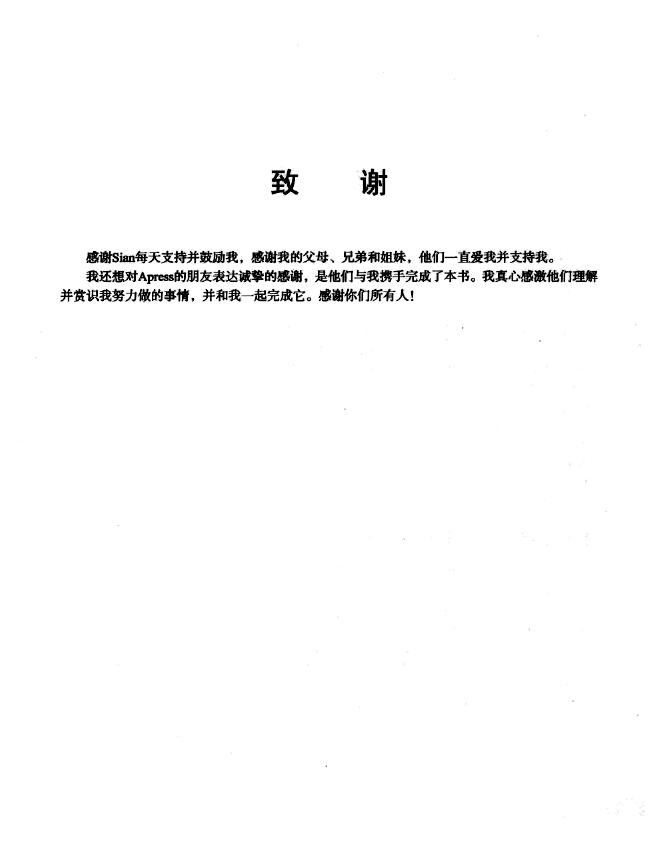 致 谢
感谢Sian每天支持并鼓励我，感谢我的父母、兄弟和姐妹，他们一直爱我并支持我。
我还想对Apress的朋友表达诚挚的感谢，是他们与我携手完成了本书。我真心感激他们理解
并赏识我努力做的事情，并和我一起完成它。感谢你们所有人！